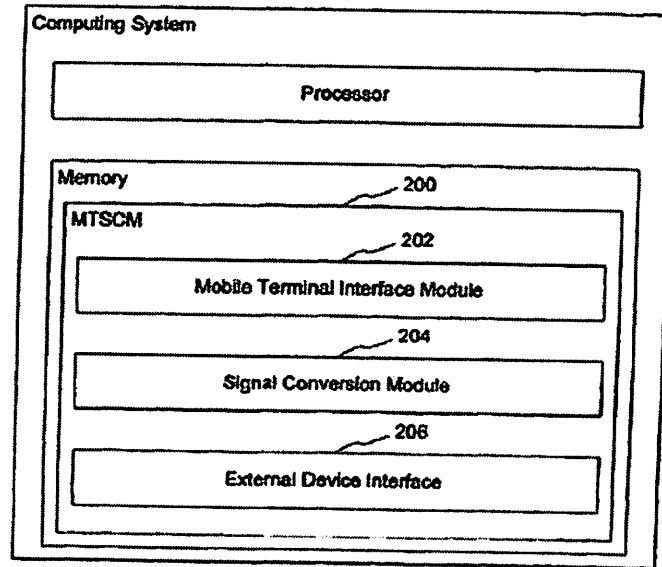 Computing System
Processor
Memory
200
MTSCM
202
Mobile Terminal Interface Module
204
Signal Conversion Module
206
External Device Interface